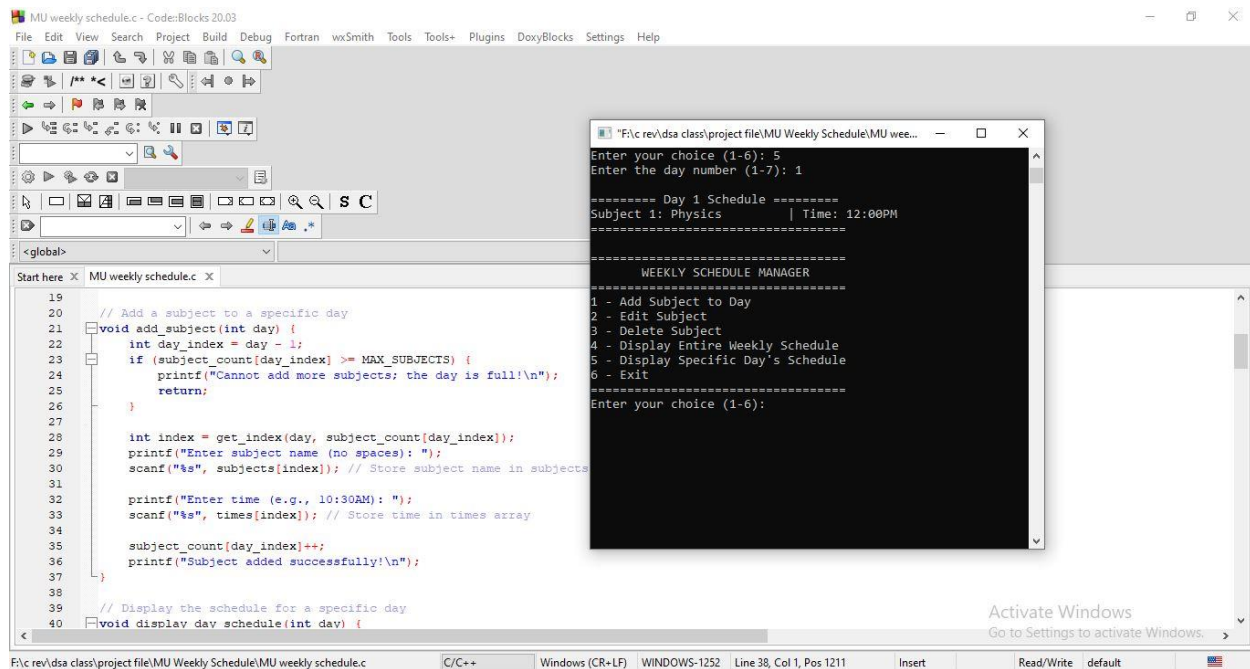 MU weekly schedule.c - Code::Blocks 20.03
File Edit View Search Project Build Debug Fortran wxSmith Tools Tools+ Plugins DoxyBlocks Settings Help
/** *<
S C
<global>
Start here X MU weekly schedule.c X
19
20 // Add a subject to a specific day
21 void add_subject(int day) {
22 int day_index = day - 1;
23 if (subject_count[day_index] >= MAX_SUBJECTS) {
24 printf("Cannot add more subjects; the day is full!\n");
25 return;
26 }
27
28 int index = get_index(day, subject_count[day_index]);
29 printf("Enter subject name (no spaces): ");
30 scanf("%s", subjects[index]); // Store subject name in subjects
31
32 printf("Enter time (e.g., 10:30AM): ");
33 scanf("%s", times[index]); // Store time in times array
34
35 subject_count[day_index]++;
36 printf("Subject added successfully!\n");
37 }
38
39 // Display the schedule for a specific day
40 void display_day_schedule(int day) {
"F:\c rev\dsa class\project file\MU Weekly Schedule\MU wee...
Enter your choice (1-6): 5
Enter the day number (1-7): 1
========= Day 1 Schedule =========
Subject 1: Physics | Time: 12:00PM
===================================
===================================
WEEKLY SCHEDULE MANAGER
===================================
1 - Add Subject to Day
2 - Edit Subject
3 - Delete Subject
4 - Display Entire Weekly Schedule
5 - Display Specific Day's Schedule
6 - Exit
===================================
Enter your choice (1-6):
Activate Windows
Go to Settings to activate Windows.
F:\c rev\dsa class\project file\MU Weekly Schedule\MU weekly schedule.c C/C++ Windows (CR+LF) WINDOWS-1252 Line 38, Col 1, Pos 1211 Insert Read/Write default